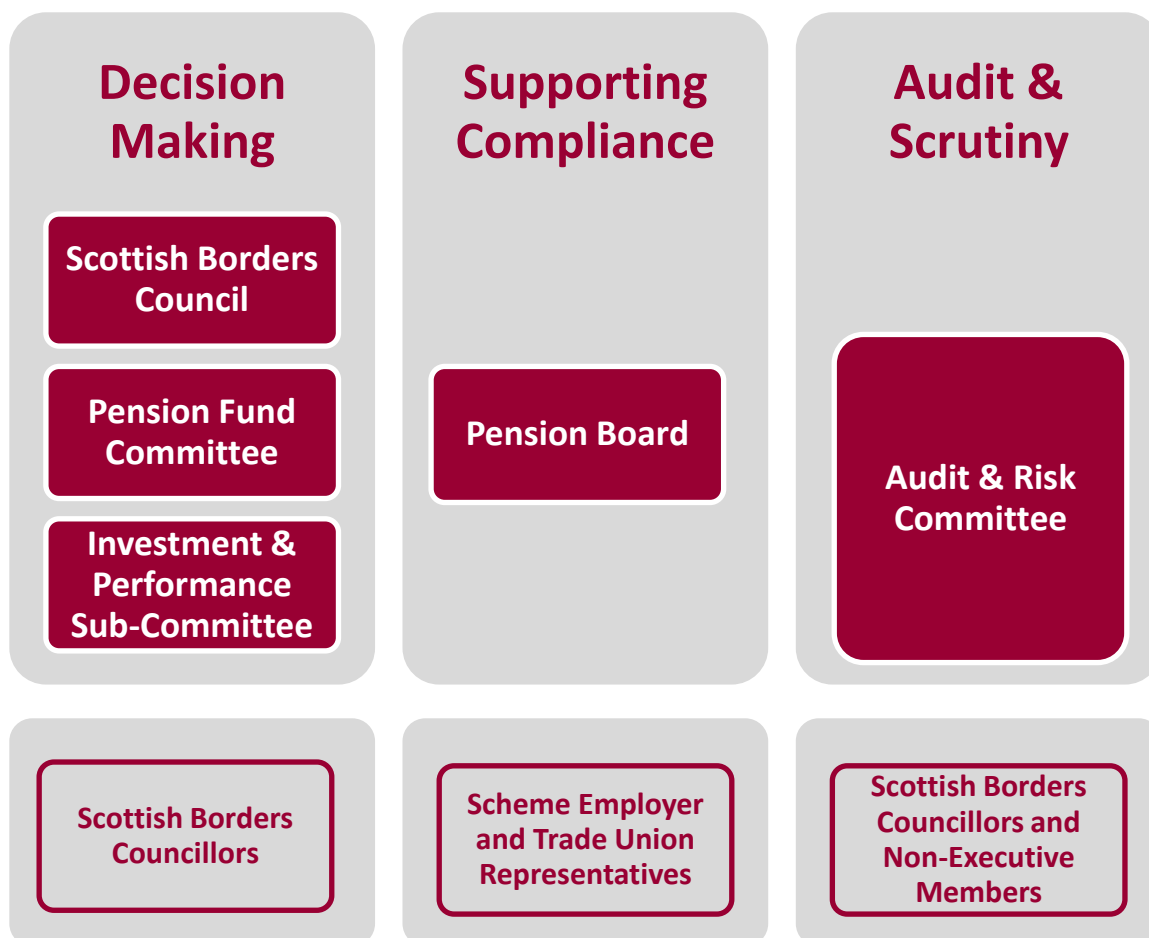 Decision
Making
Scottish Borders
Council
Pension Fund
Committee
Investment &
Performance
Sub-Committee
Supporting
Compliance
Pension Board
Audit &
Scrutiny
Audit & Risk
Committee
Scottish Borders
Councillors
Scheme Employer
and Trade Union
Representatives
Scottish Borders
Councillors and
Non-Executive
Members